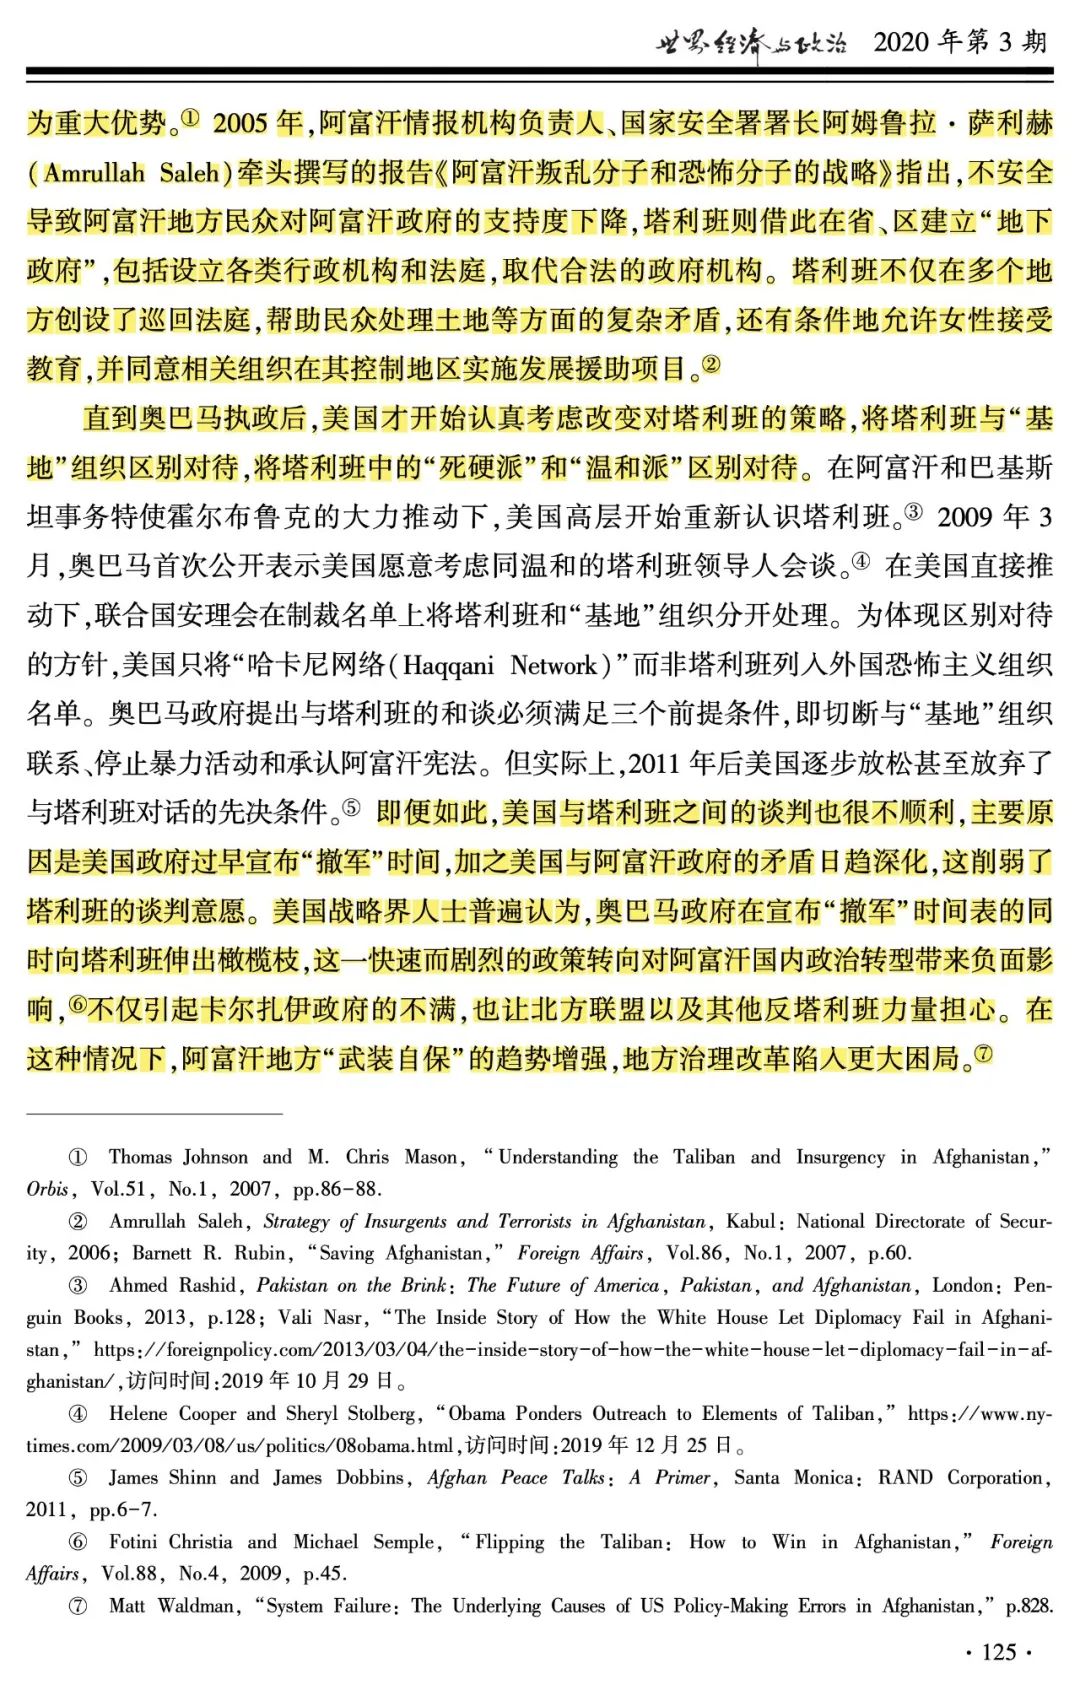 世界经济与政治 2020 年第 3 期
为重大优势。① 2005 年,阿富汗情报机构负责人、国家安全署署长阿姆鲁拉·萨利赫
(Amrullah Saleh)牵头撰写的报告《阿富汗叛乱分子和恐怖分子的战略》指出,不安全
导致阿富汗地方民众对阿富汗政府的支持度下降,塔利班则借此在省、区建立“地下
政府”,包括设立各类行政机构和法庭,取代合法的政府机构。塔利班不仅在多个地
方创设了巡回法庭,帮助民众处理土地等方面的复杂矛盾,还有条件地允许女性接受
教育,并同意相关组织在其控制地区实施发展援助项目。②
直到奥巴马执政后,美国才开始认真考虑改变对塔利班的策略,将塔利班与“基
地”组织区别对待,将塔利班中的“死硬派”和“温和派”区别对待。在阿富汗和巴基斯
坦事务特使霍尔布鲁克的大力推动下,美国高层开始重新认识塔利班。③ 2009 年 3
月,奥巴马首次公开表示美国愿意考虑同温和的塔利班领导人会谈。④ 在美国直接推
动下,联合国安理会在制裁名单上将塔利班和“基地”组织分开处理。为体现区别对待
的方针,美国只将“哈卡尼网络(Haqqani Network)”而非塔利班列入外国恐怖主义组织
名单。奥巴马政府提出与塔利班的和谈必须满足三个前提条件,即切断与“基地”组织
联系、停止暴力活动和承认阿富汗宪法。但实际上,2011 年后美国逐步放松甚至放弃了
与塔利班对话的先决条件。⑤ 即便如此,美国与塔利班之间的谈判也很不顺利,主要原
因是美国政府过早宣布“撤军”时间,加之美国与阿富汗政府的矛盾日趋深化,这削弱了
塔利班的谈判意愿。美国战略界人士普遍认为,奥巴马政府在宣布“撤军”时间表的同
时向塔利班伸出橄榄枝,这一快速而剧烈的政策转向对阿富汗国内政治转型带来负面影
响,⑥不仅引起卡尔扎伊政府的不满,也让北方联盟以及其他反塔利班力量担心。在
这种情况下,阿富汗地方“武装自保”的趋势增强,地方治理改革陷入更大困局。⑦
① Thomas Johnson and M. Chris Mason, “Understanding the Taliban and Insurgency in Afghanistan,”
Orbis, Vol.51, No.1, 2007, pp.86-88.
② Amrullah Saleh, Strategy of Insurgents and Terrorists in Afghanistan, Kabul: National Directorate of Secur-
ity, 2006; Barnett R. Rubin, “Saving Afghanistan,” Foreign Affairs, Vol.86, No.1, 2007, p.60.
③ Ahmed Rashid, Pakistan on the Brink: The Future of America, Pakistan, and Afghanistan, London: Pen-
guin Books, 2013, p.128; Vali Nasr, “The Inside Story of How the White House Let Diplomacy Fail in Afghani-
stan,” https://foreignpolicy.com/2013/03/04/the-inside-story-of-how-the-white-house-let-diplomacy-fail-in-af-
ghanistan/,访问时间:2019 年 10 月 29 日。
④ Helene Cooper and Sheryl Stolberg, “Obama Ponders Outreach to Elements of Taliban,” https://www.ny-
times.com/2009/03/08/us/politics/08obama.html,访问时间:2019 年 12 月 25 日。
⑤ James Shinn and James Dobbins, Afghan Peace Talks: A Primer, Santa Monica: RAND Corporation,
2011, pp.6-7.
⑥ Fotini Christia and Michael Semple, “Flipping the Taliban: How to Win in Afghanistan,” Foreign
Affairs, Vol.88, No.4, 2009, p.45.
⑦ Matt Waldman, “System Failure: The Underlying Causes of US Policy-Making Errors in Afghanistan,” p.828.
·125·